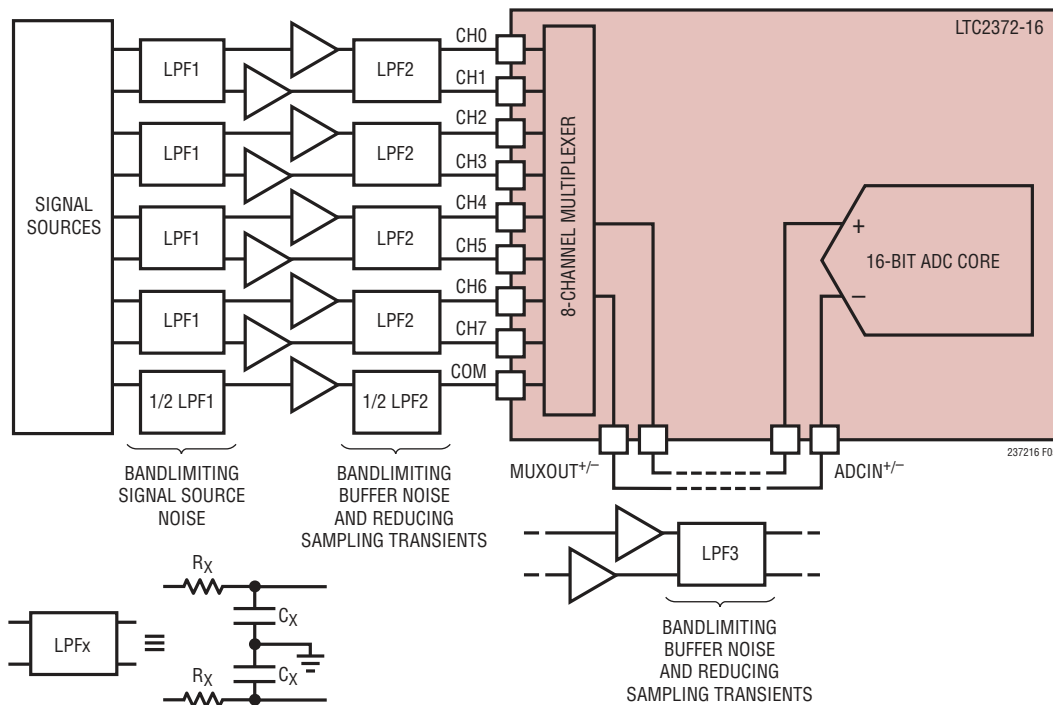 LTC2372-16
SIGNAL
SOURCES
LPF1
LPF1
LPF1
LPF1
1/2 LPF1
LPF2
LPF2
LPF2
LPF2
1/2 LPF2
CH0
CH1
CH2
CH3
CH4
CH5
CH6
CH7
COM
8-CHANNEL MULTIPLEXER
+
16-BIT ADC CORE
–
237216 F0
BANDLIMITING
SIGNAL SOURCE
NOISE
BANDLIMITING
BUFFER NOISE
AND REDUCING
SAMPLING TRANSIENTS
MUXOUT+/–
ADCIN+/–
LPF3
BANDLIMITING
BUFFER NOISE
AND REDUCING
SAMPLING TRANSIENTS
LPFx
≡
RX
CX
CX
RX